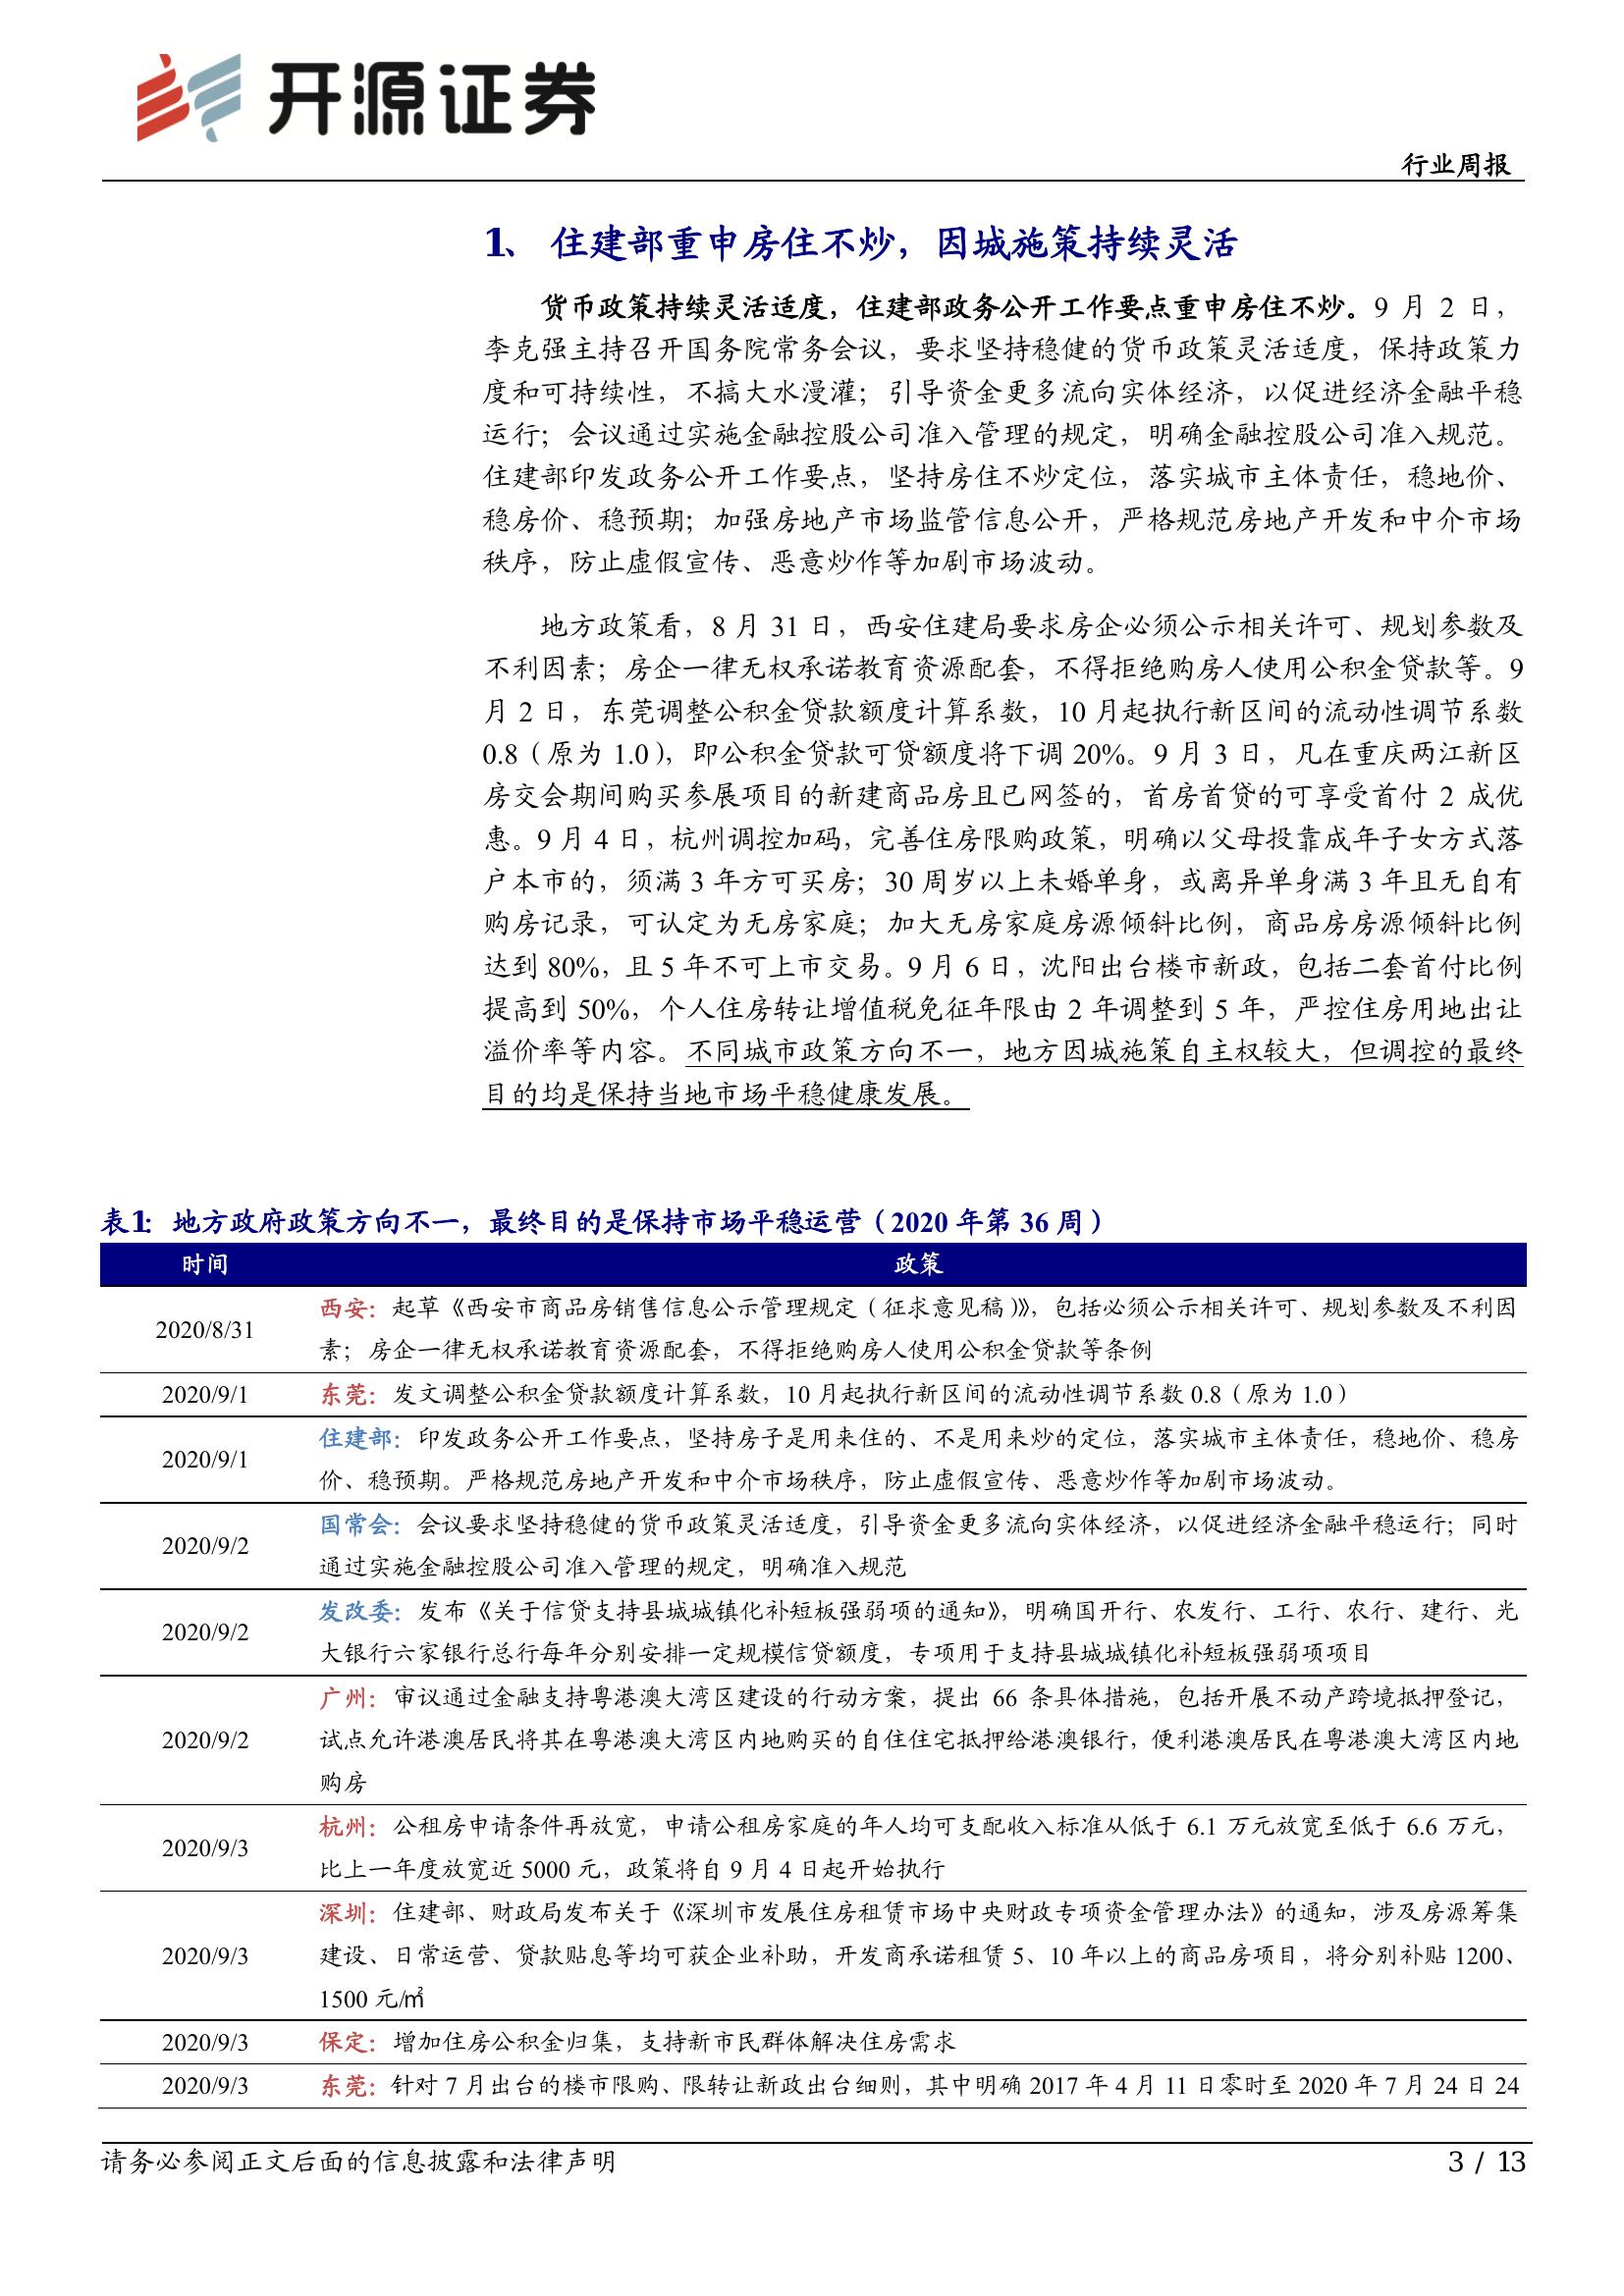 开源证券
行业周报
1、 住建部重申房住不炒，因城施策持续灵活
货币政策持续灵活适度，住建部政务公开工作要点重申房住不炒。9 月 2 日，
李克强主持召开国务院常务会议，要求坚持稳健的货币政策灵活适度，保持政策力
度和可持续性，不搞大水漫灌；引导资金更多流向实体经济，以促进经济金融平稳
运行；会议通过实施金融控股公司准入管理的规定，明确金融控股公司准入规范。
住建部印发政务公开工作要点，坚持房住不炒定位，落实城市主体责任，稳地价、
稳房价、稳预期；加强房地产市场监管信息公开，严格规范房地产开发和中介市场
秩序，防止虚假宣传、恶意炒作等加剧市场波动。
地方政策看，8 月 31 日，西安住建局要求房企必须公示相关许可、规划参数及
不利因素；房企一律无权承诺教育资源配套，不得拒绝购房人使用公积金贷款等。9
月 2 日，东莞调整公积金贷款额度计算系数，10 月起执行新区间的流动性调节系数
0.8（原为 1.0），即公积金贷款可贷额度将下调 20%。9 月 3 日，凡在重庆两江新区
房交会期间购买参展项目的新建商品房且已网签的，首房首贷的可享受首付 2 成优
惠。9 月 4 日，杭州调控加码，完善住房限购政策，明确以父母投靠成年子女方式落
户本市的，须满 3 年方可买房；30 周岁以上未婚单身，或离异单身满 3 年且无自有
购房记录，可认定为无房家庭；加大无房家庭房源倾斜比例，商品房房源倾斜比例
达到 80%，且 5 年不可上市交易。9 月 6 日，沈阳出台楼市新政，包括二套首付比例
提高到 50%，个人住房转让增值税免征年限由 2 年调整到 5 年，严控住房用地出让
溢价率等内容。不同城市政策方向不一，地方因城施策自主权较大，但调控的最终
目的均是保持当地市场平稳健康发展。
表1：地方政府政策方向不一，最终目的是保持市场平稳运营（2020 年第 36 周）
时间 政策
2020/8/31 西安：起草《西安市商品房销售信息公示管理规定（征求意见稿）》，包括必须公示相关许可、规划参数及不利因
素；房企一律无权承诺教育资源配套，不得拒绝购房人使用公积金贷款等条例
2020/9/1 东莞：发文调整公积金贷款额度计算系数，10 月起执行新区间的流动性调节系数 0.8（原为 1.0）
2020/9/1 住建部：印发政务公开工作要点，坚持房子是用来住的、不是用来炒的定位，落实城市主体责任，稳地价、稳房
价、稳预期。严格规范房地产开发和中介市场秩序，防止虚假宣传、恶意炒作等加剧市场波动。
2020/9/2 国常会：会议要求坚持稳健的货币政策灵活适度，引导资金更多流向实体经济，以促进经济金融平稳运行；同时
通过实施金融控股公司准入管理的规定，明确准入规范
2020/9/2 发改委：发布《关于信贷支持县城城镇化补短板强弱项的通知》，明确国开行、农发行、工行、农行、建行、光
大银行六家银行总行每年分别安排一定规模信贷额度，专项用于支持县城城镇化补短板强弱项项目
2020/9/2 广州：审议通过金融支持粤港澳大湾区建设的行动方案，提出 66 条具体措施，包括开展不动产跨境抵押登记，
试点允许港澳居民将其在粤港澳大湾区内地购买的自住住宅抵押给港澳银行，便利港澳居民在粤港澳大湾区内地
购房
2020/9/3 杭州：公租房申请条件再放宽，申请公租房家庭的年人均可支配收入标准从低于 6.1 万元放宽至低于 6.6 万元，
比上一年度放宽近 5000 元，政策将自 9 月 4 日起开始执行
2020/9/3 深圳：住建部、财政局发布关于《深圳市发展住房租赁市场中央财政专项资金管理办法》的通知，涉及房源筹集
建设、日常运营、贷款贴息等均可获企业补助，开发商承诺租赁 5、10 年以上的商品房项目，将分别补贴 1200、
1500 元/㎡
2020/9/3 保定：增加住房公积金归集，支持新市民群体解决住房需求
2020/9/3 东莞：针对 7 月出台的楼市限购、限转让新政出台细则，其中明确 2017 年 4 月 11 日零时至 2020 年 7 月 24 日 24
请务必参阅正文后面的信息披露和法律声明 3 / 13